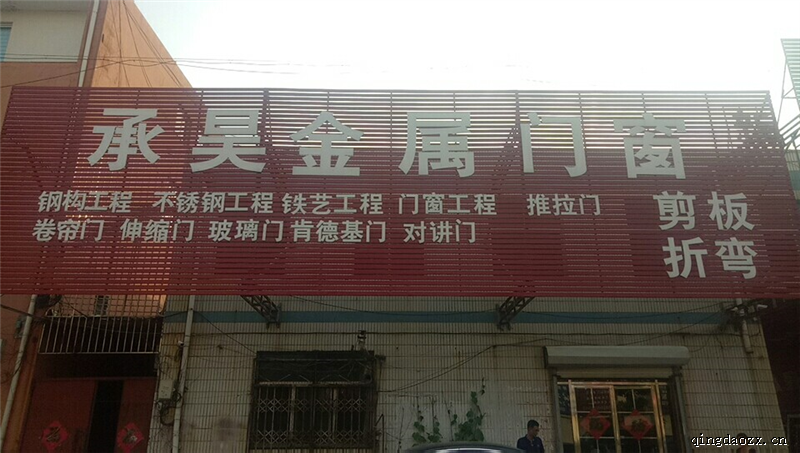 承昊金属门窗
钢构工程 不锈钢工程 铁艺工程 门窗工程 推拉门
卷帘门 伸缩门 玻璃门 肯德基门 对讲门
剪板
折弯
qingdaozx.cn